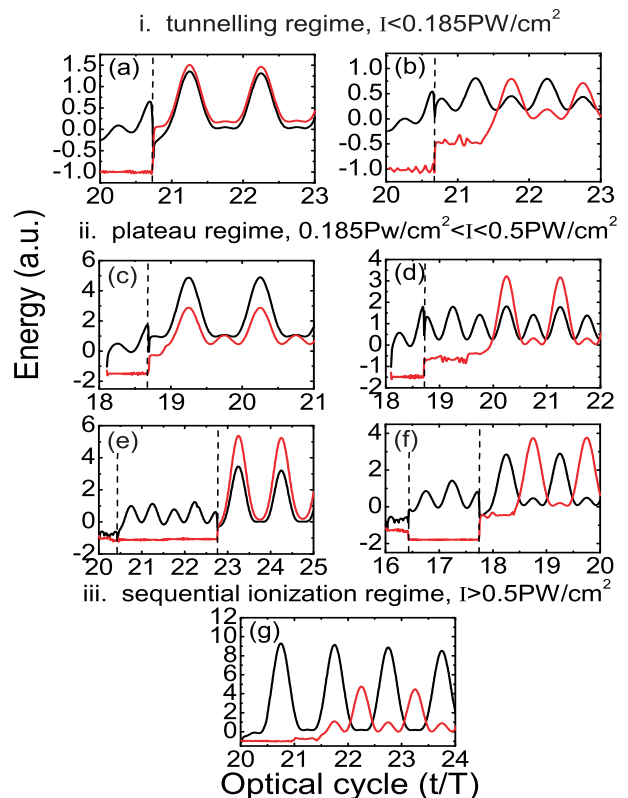 i. tunnelling regime, I<0.185PW/cm²
(a) (b)
1.5 1.0 0.5 0.0 -0.5 -1.0
1.0 0.5 0.0 -0.5 -1.0
20 21 22 23 20 21 22 23
ii. plateau regime, 0.185Pw/cm²<I<0.5PW/cm²
(c) (d)
6 4 2 0 -2
4 3 2 1 0 -1 -2
18 19 20 21 18 19 20 21 22
(e) (f)
6 4 2 0 -2
4 2 0 -2
20 21 22 23 24 25 16 17 18 19 20
iii. sequential ionization regime, I>0.5PW/cm²
(g)
12 10 8 6 4 2 0
20 21 22 23 24
Energy (a.u.)
Optical cycle (t/T)